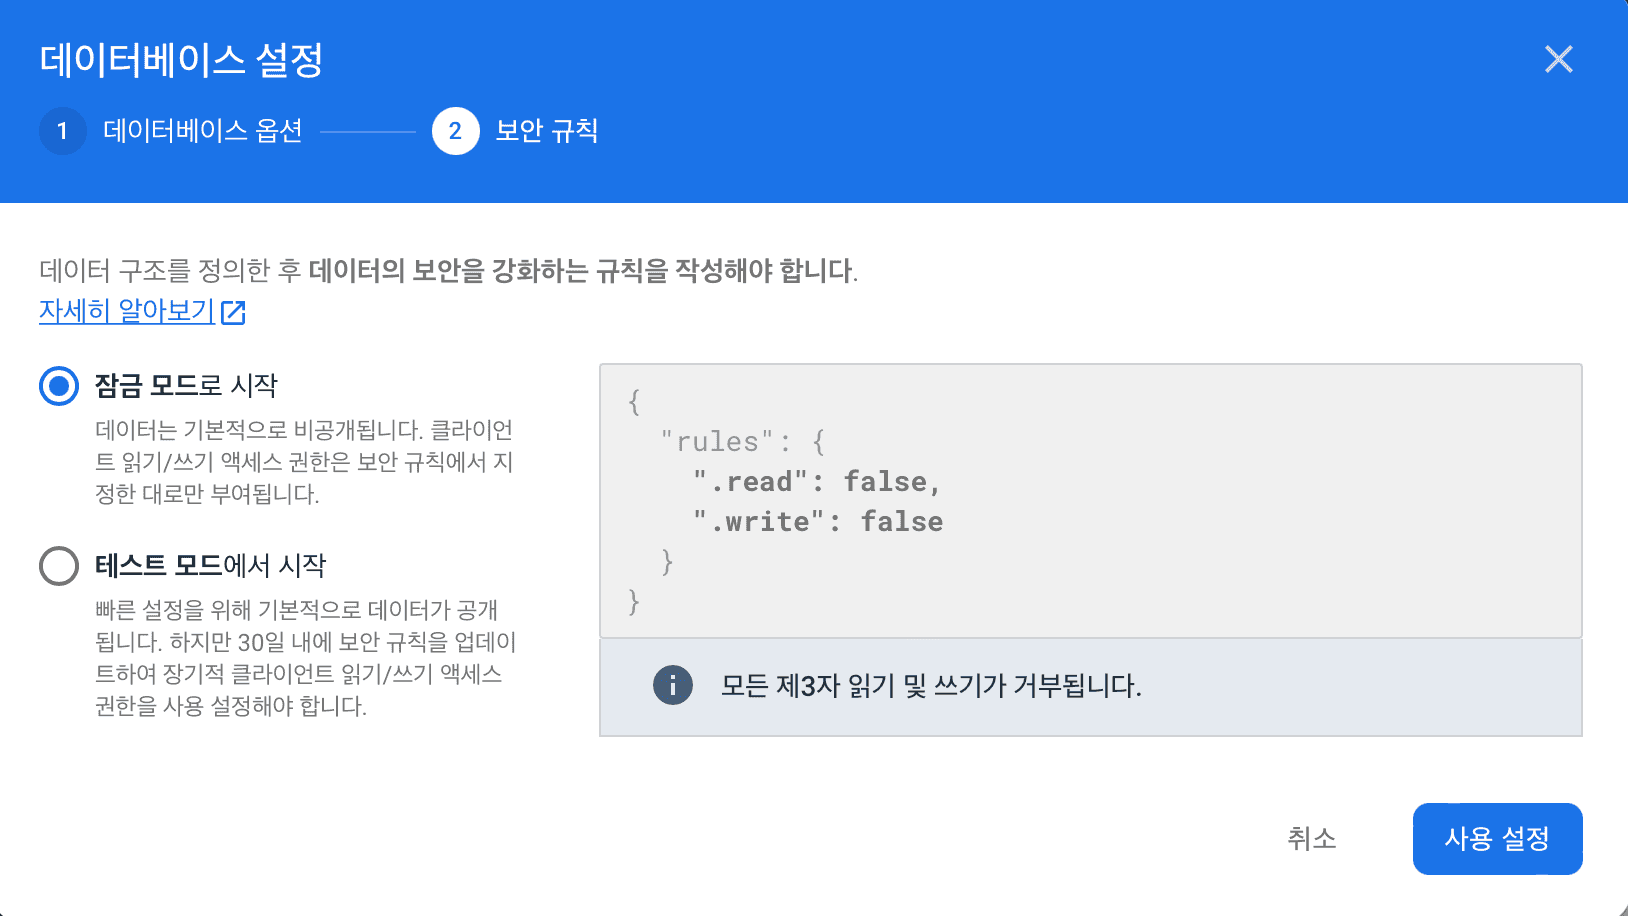 데이터베이스 설정
1 데이터베이스 옵션
2 보안 규칙
데이터 구조를 정의한 후 데이터의 보안을 강화하는 규칙을 작성해야 합니다.
자세히 알아보기
잠금 모드로 시작
데이터는 기본적으로 비공개됩니다. 클라이언
트 읽기/쓰기 액세스 권한은 보안 규칙에서 지
정한 대로만 부여됩니다.
테스트 모드에서 시작
빠른 설정을 위해 기본적으로 데이터가 공개
됩니다. 하지만 30일 내에 보안 규칙을 업데이
트하여 장기적 클라이언트 읽기/쓰기 액세스
권한을 사용 설정해야 합니다.
{
"rules": {
".read": false,
".write": false
}
}
모든 제3자 읽기 및 쓰기가 거부됩니다.
취소
사용 설정